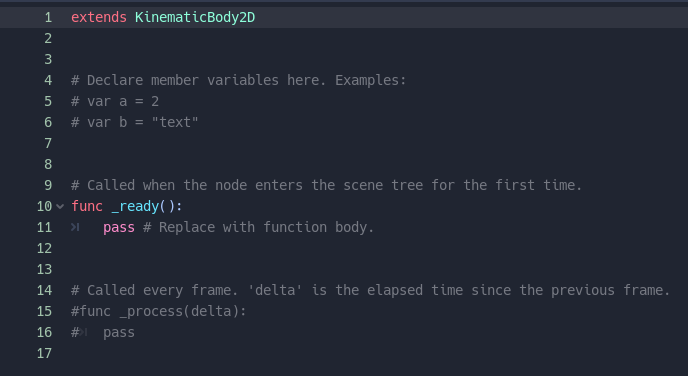 1 extends KinematicBody2D
2
3
4 # Declare member variables here. Examples:
5 # var a = 2
6 # var b = "text"
7
8
9 # Called when the node enters the scene tree for the first time.
10 func _ready():
11 pass # Replace with function body.
12
13
14 # Called every frame. 'delta' is the elapsed time since the previous frame.
15 #func _process(delta):
16 # pass
17